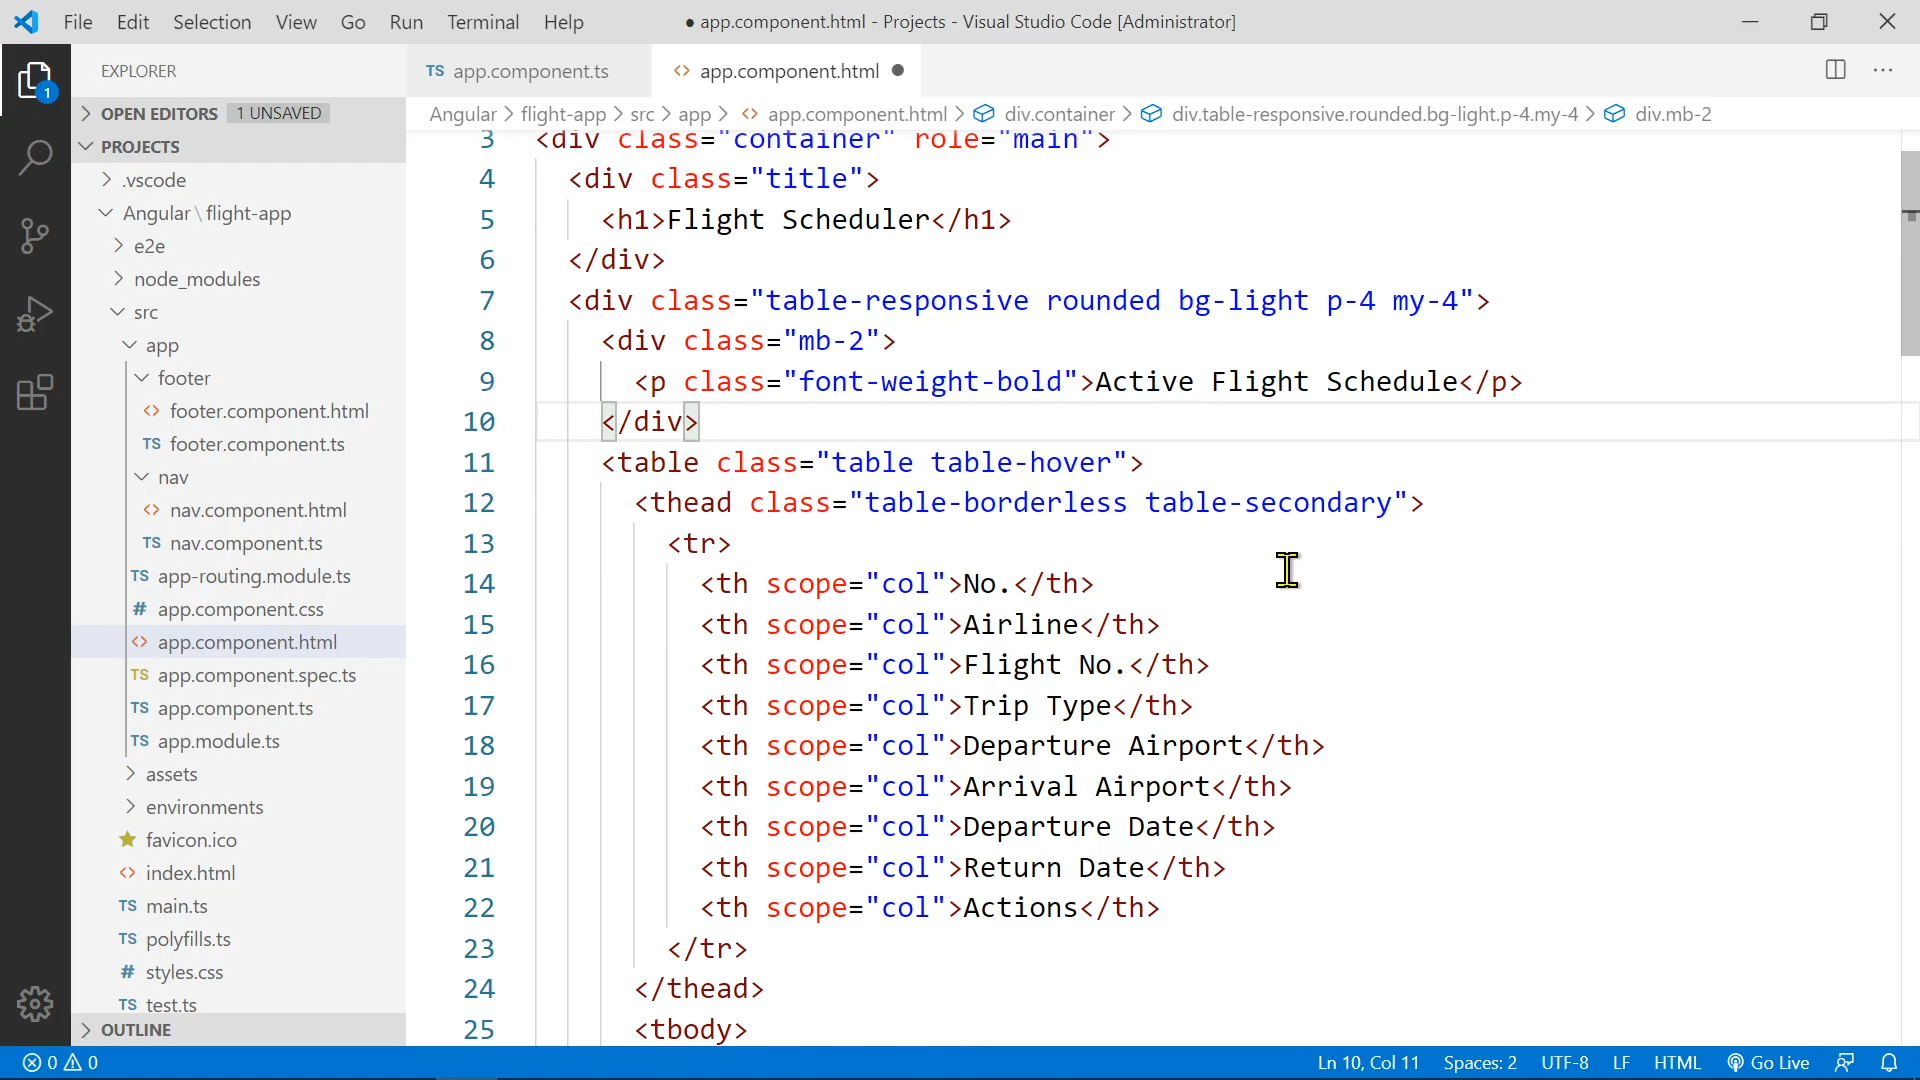 File Edit Selection View Go Run Terminal Help
● app.component.html - Projects - Visual Studio Code [Administrator]
EXPLORER
TS app.component.ts
<> app.component.html ●
1
OPEN EDITORS 1 UNSAVED
Angular > flight-app > src > app > <> app.component.html > div.container > div.table-responsive.rounded.bg-light.p-4.my-4 > div.mb-2
PROJECTS
.vscode
Angular \ flight-app
e2e
node_modules
src
app
footer
<> footer.component.html
TS footer.component.ts
nav
<> nav.component.html
TS nav.component.ts
TS app-routing.module.ts
# app.component.css
<> app.component.html
TS app.component.spec.ts
TS app.component.ts
TS app.module.ts
assets
environments
favicon.ico
<> index.html
TS main.ts
TS polyfills.ts
# styles.css
TS test.ts
OUTLINE
3 <div class="container" role="main">
4 <div class="title">
5 <h1>Flight Scheduler</h1>
6 </div>
7 <div class="table-responsive rounded bg-light p-4 my-4">
8 <div class="mb-2">
9 <p class="font-weight-bold">Active Flight Schedule</p>
10 </div>
11 <table class="table table-hover">
12 <thead class="table-borderless table-secondary">
13 <tr>
14 <th scope="col">No.</th>
15 <th scope="col">Airline</th>
16 <th scope="col">Flight No.</th>
17 <th scope="col">Trip Type</th>
18 <th scope="col">Departure Airport</th>
19 <th scope="col">Arrival Airport</th>
20 <th scope="col">Departure Date</th>
21 <th scope="col">Return Date</th>
22 <th scope="col">Actions</th>
23 </tr>
24 </thead>
25 <tbody>
0 0
Ln 10, Col 11 Spaces: 2 UTF-8 LF HTML Go Live